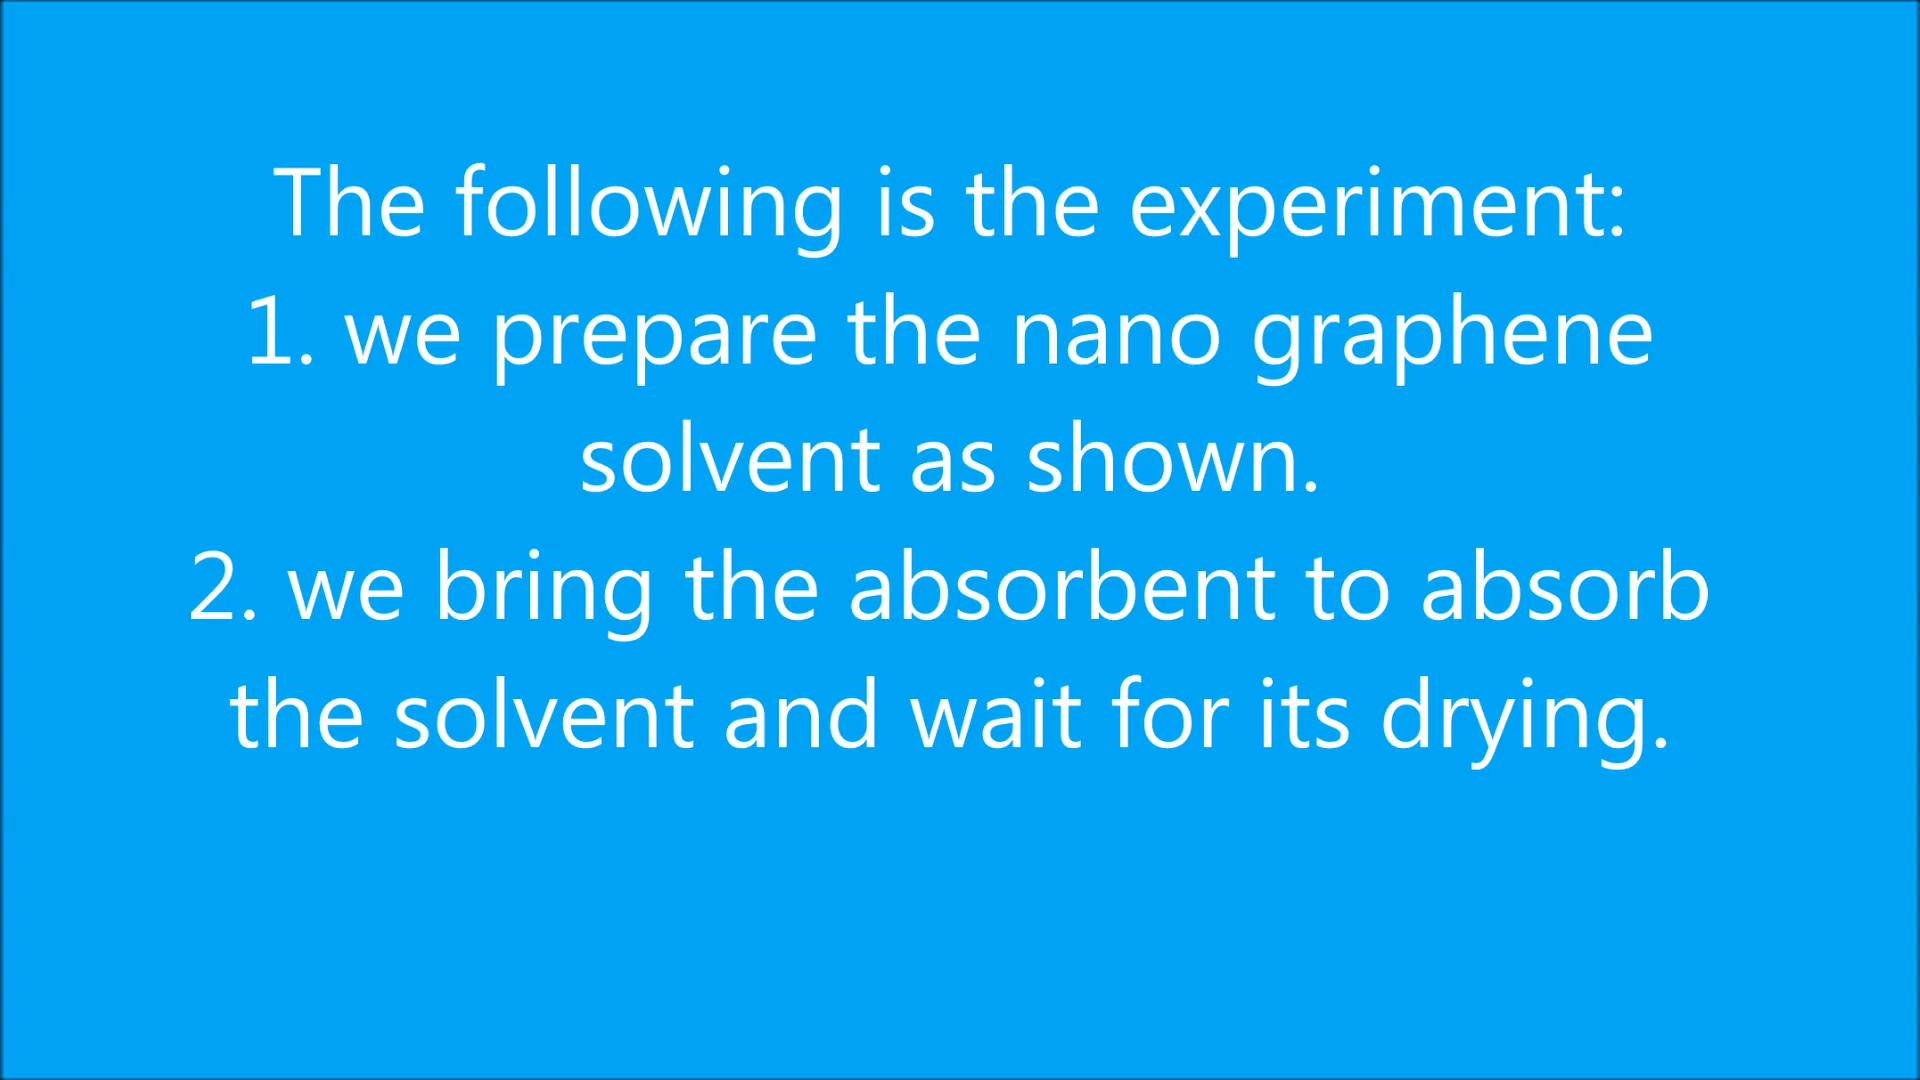 The following is the experiment:
1. we prepare the nano graphene
solvent as shown.
2. we bring the absorbent to absorb
the solvent and wait for its drying.